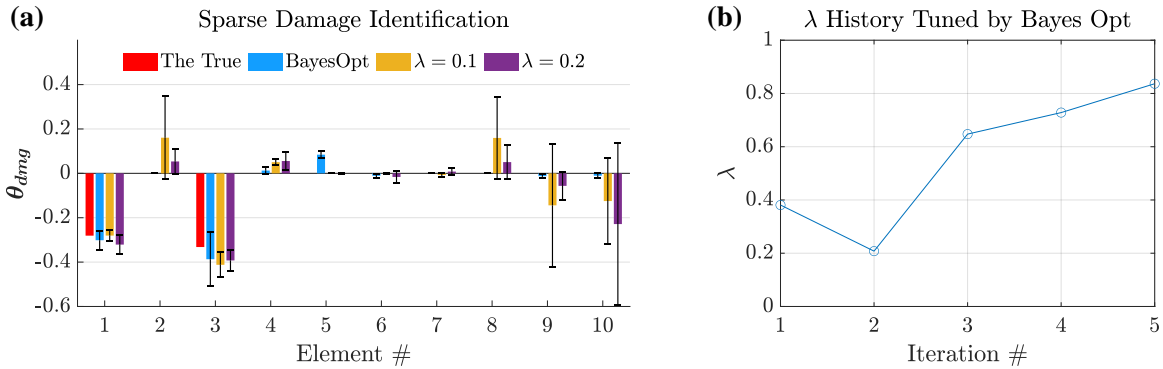 (a)
Sparse Damage Identification
The True
BayesOpt
λ = 0.1
λ = 0.2
0.4
0.2
0
-0.2
-0.4
-0.6
θdmg
1 2 3 4 5 6 7 8 9 10
Element #
(b)
λ History Tuned by Bayes Opt
1
0.8
0.6
0.4
0.2
0
λ
1 2 3 4 5
Iteration #